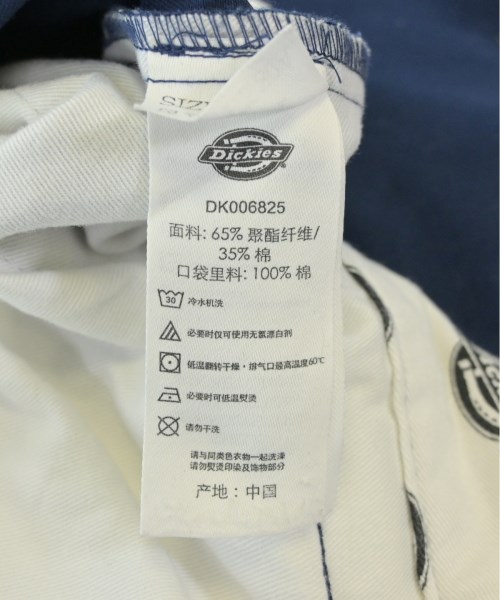 SIZ
Dickies
DK006825
面料: 65% 聚酯纤维/
35% 棉
口袋里料: 100% 棉
30 冷水机洗
必要时仅可使用无氯漂白剂
低温翻转干燥，排气口最高温度60℃
必要时可低温熨烫
请勿干洗
请与同类色衣物一起洗涤
请勿熨烫印染及饰物部分
产地：中国